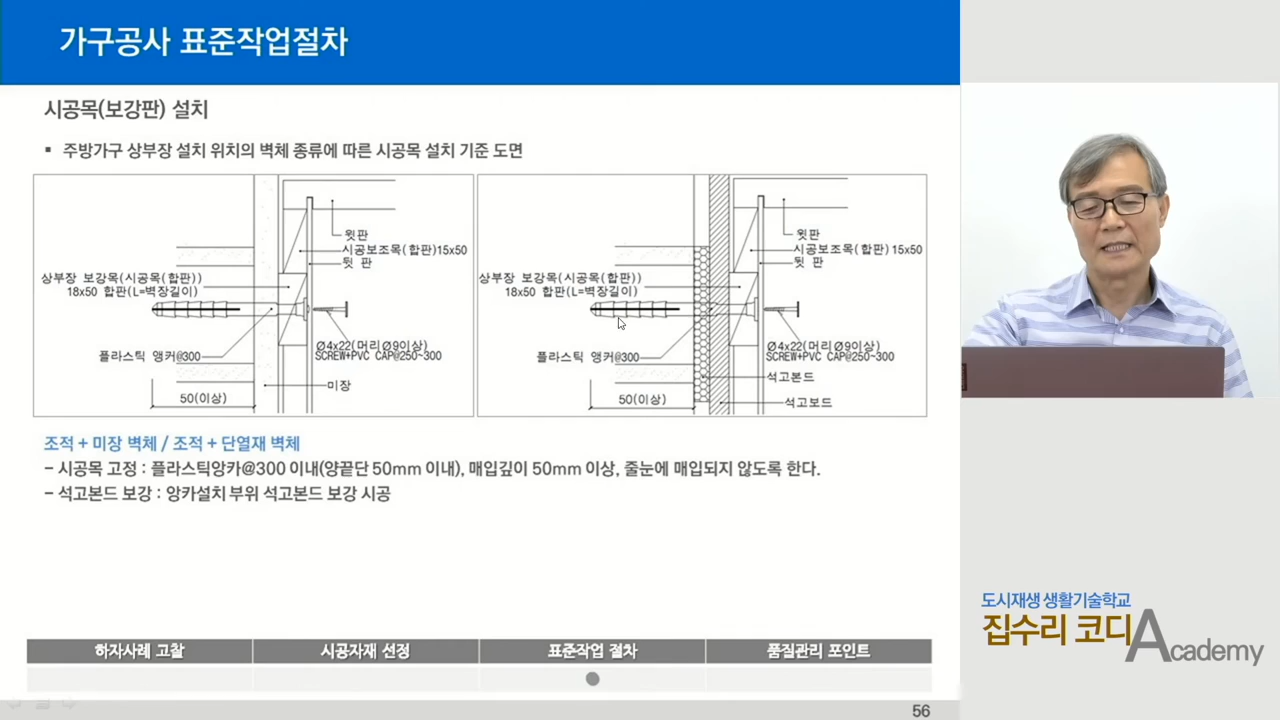 가구공사 표준작업절차
시공목(보강판) 설치
▪ 주방가구 상부장 설치 위치의 벽체 종류에 따른 시공목 설치 기준 도면
윗판
시공보조목(합판)15x50
뒷 판
상부장 보강목(시공목(합판))
18x50 합판(L=벽장길이)
플라스틱 앵커@300
Ø4x22(머리 Ø9이상)
SCREW+PVC CAP@250~300
미장
50(이상)
윗판
시공보조목(합판)15x50
뒷 판
상부장 보강목(시공목(합판))
18x50 합판(L=벽장길이)
플라스틱 앵커@300
Ø4x22(머리 Ø9이상)
SCREW+PVC CAP@250~300
석고본드
50(이상)
석고보드
조적 + 미장 벽체 / 조적 + 단열재 벽체
– 시공목 고정 : 플라스틱앙카@300 이내(양끝단 50mm 이내), 매입깊이 50mm 이상, 줄눈에 매입되지 않도록 한다.
– 석고본드 보강 : 앙카설치 부위 석고본드 보강 시공
하자사례 고찰 시공자재 선정 표준작업 절차 품질관리 포인트
56
도시재생 생활기술학교
집수리 코디 Academy